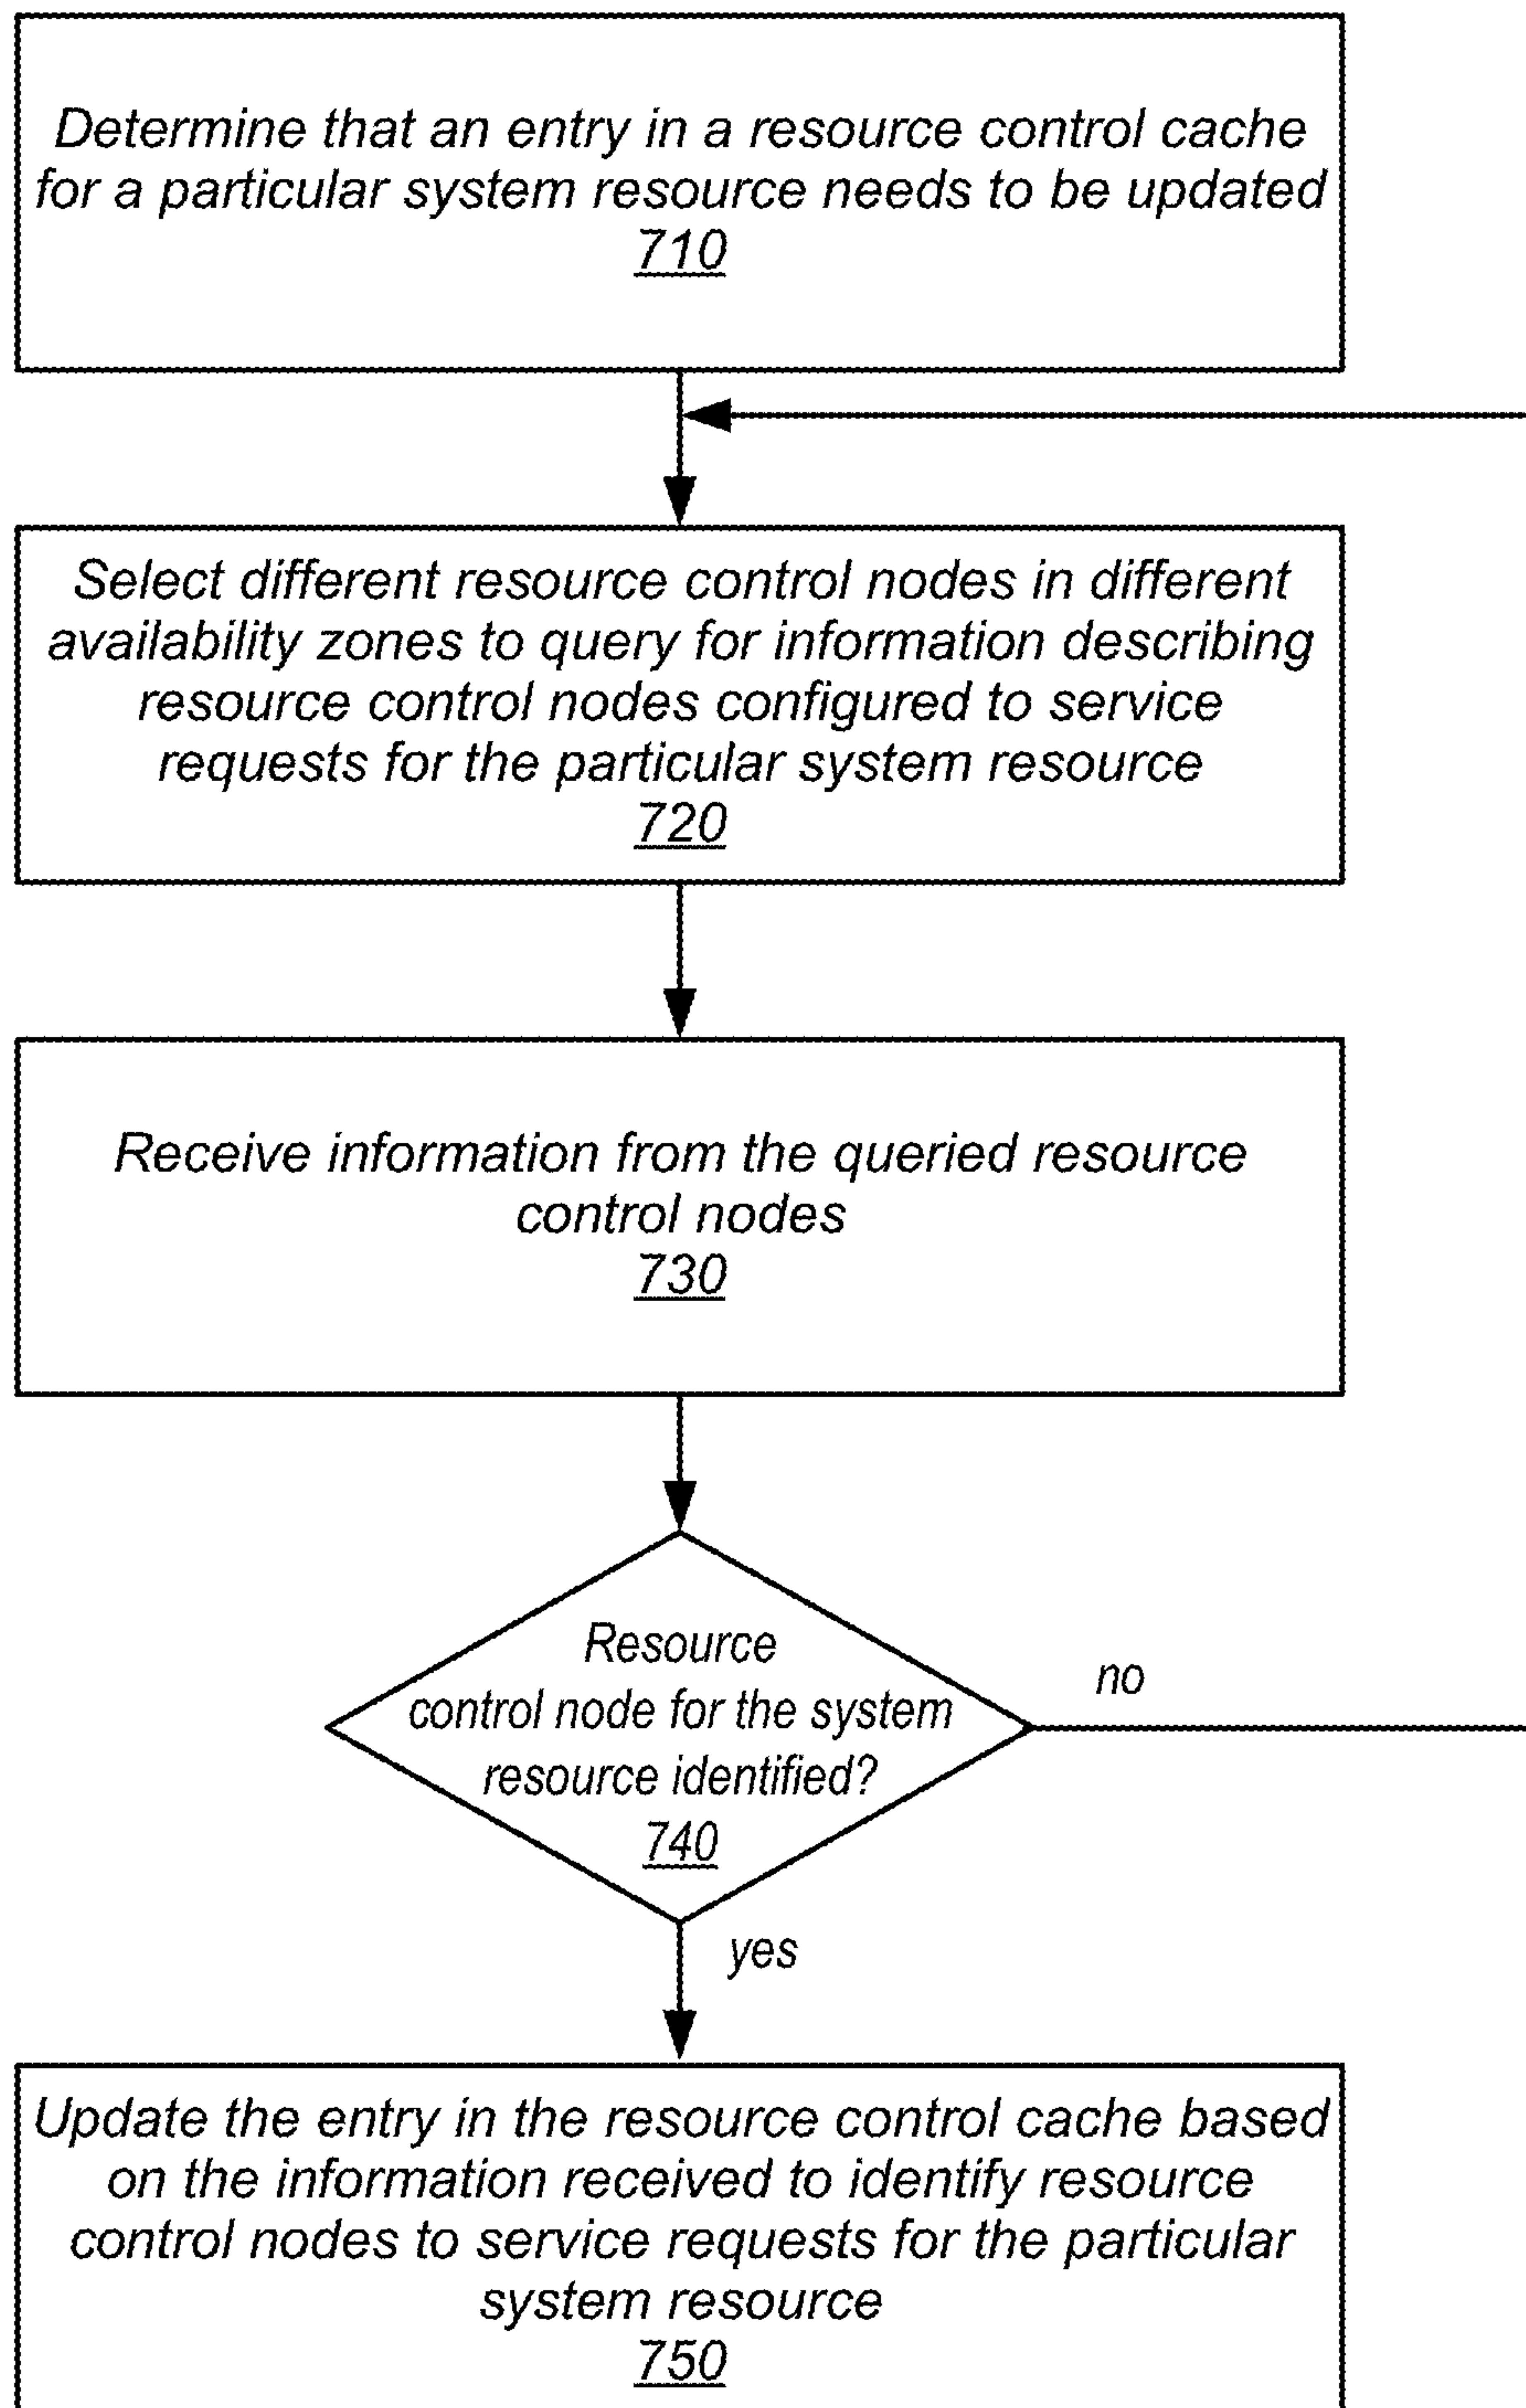 Determine that an entry in a resource control cache
for a particular system resource needs to be updated
710
Select different resource control nodes in different
availability zones to query for information describing
resource control nodes configured to service
requests for the particular system resource
720
Receive information from the queried resource
control nodes
730
Resource
control node for the system
resource identified?
740
no
yes
Update the entry in the resource control cache based
on the information received to identify resource
control nodes to service requests for the particular
system resource
750